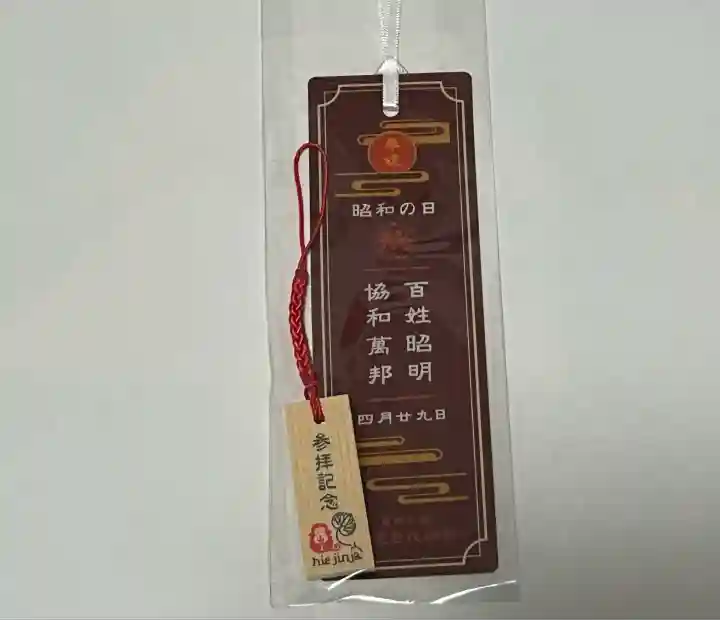 昭和の日
百姓昭明
協和萬邦
四月廿九日
参拝記念
hie jinja